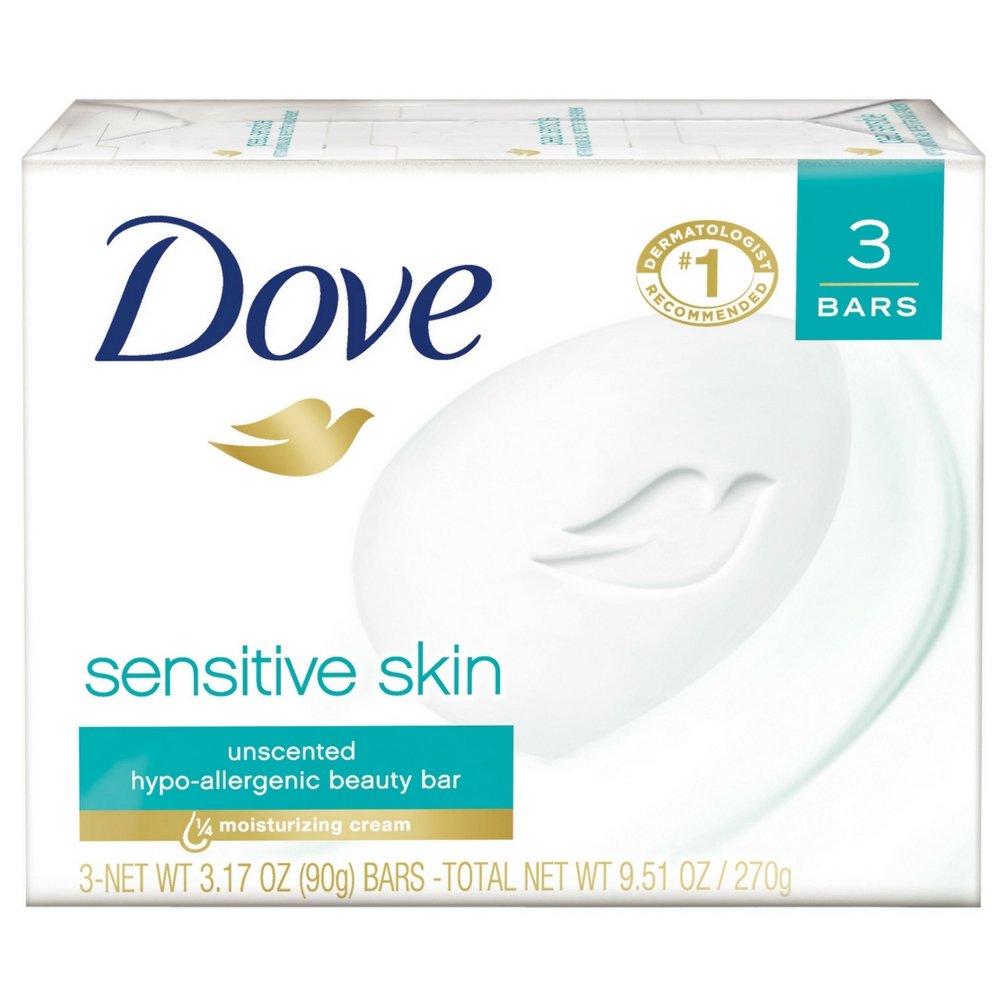 Dove
DERMATOLOGIST
#1
RECOMMENDED
3
BARS
sensitive skin
unscented
hypo-allergenic beauty bar
¼ moisturizing cream
3-NET WT 3.17 OZ (90g) BARS -TOTAL NET WT 9.51 OZ / 270g